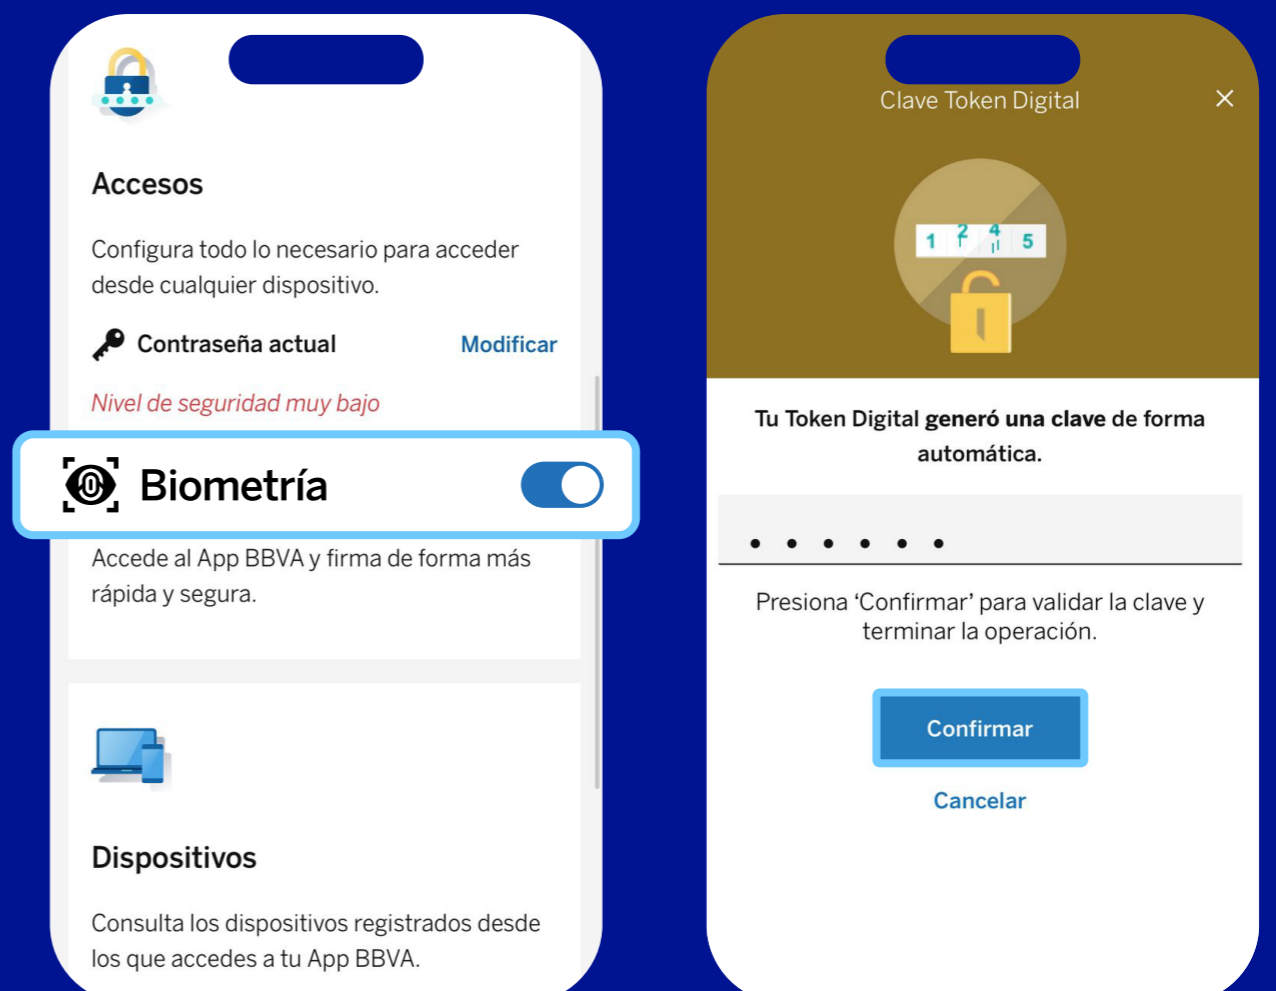 Accesos
Configura todo lo necesario para acceder
desde cualquier dispositivo.
Contraseña actual Modificar
Nivel de seguridad muy bajo
Biometría
Accede al App BBVA y firma de forma más
rápida y segura.
Dispositivos
Consulta los dispositivos registrados desde
los que accedes a tu App BBVA.
Clave Token Digital
1 2 4 5
Tu Token Digital generó una clave de forma
automática.
Presiona ‘Confirmar’ para validar la clave y
terminar la operación.
Confirmar
Cancelar